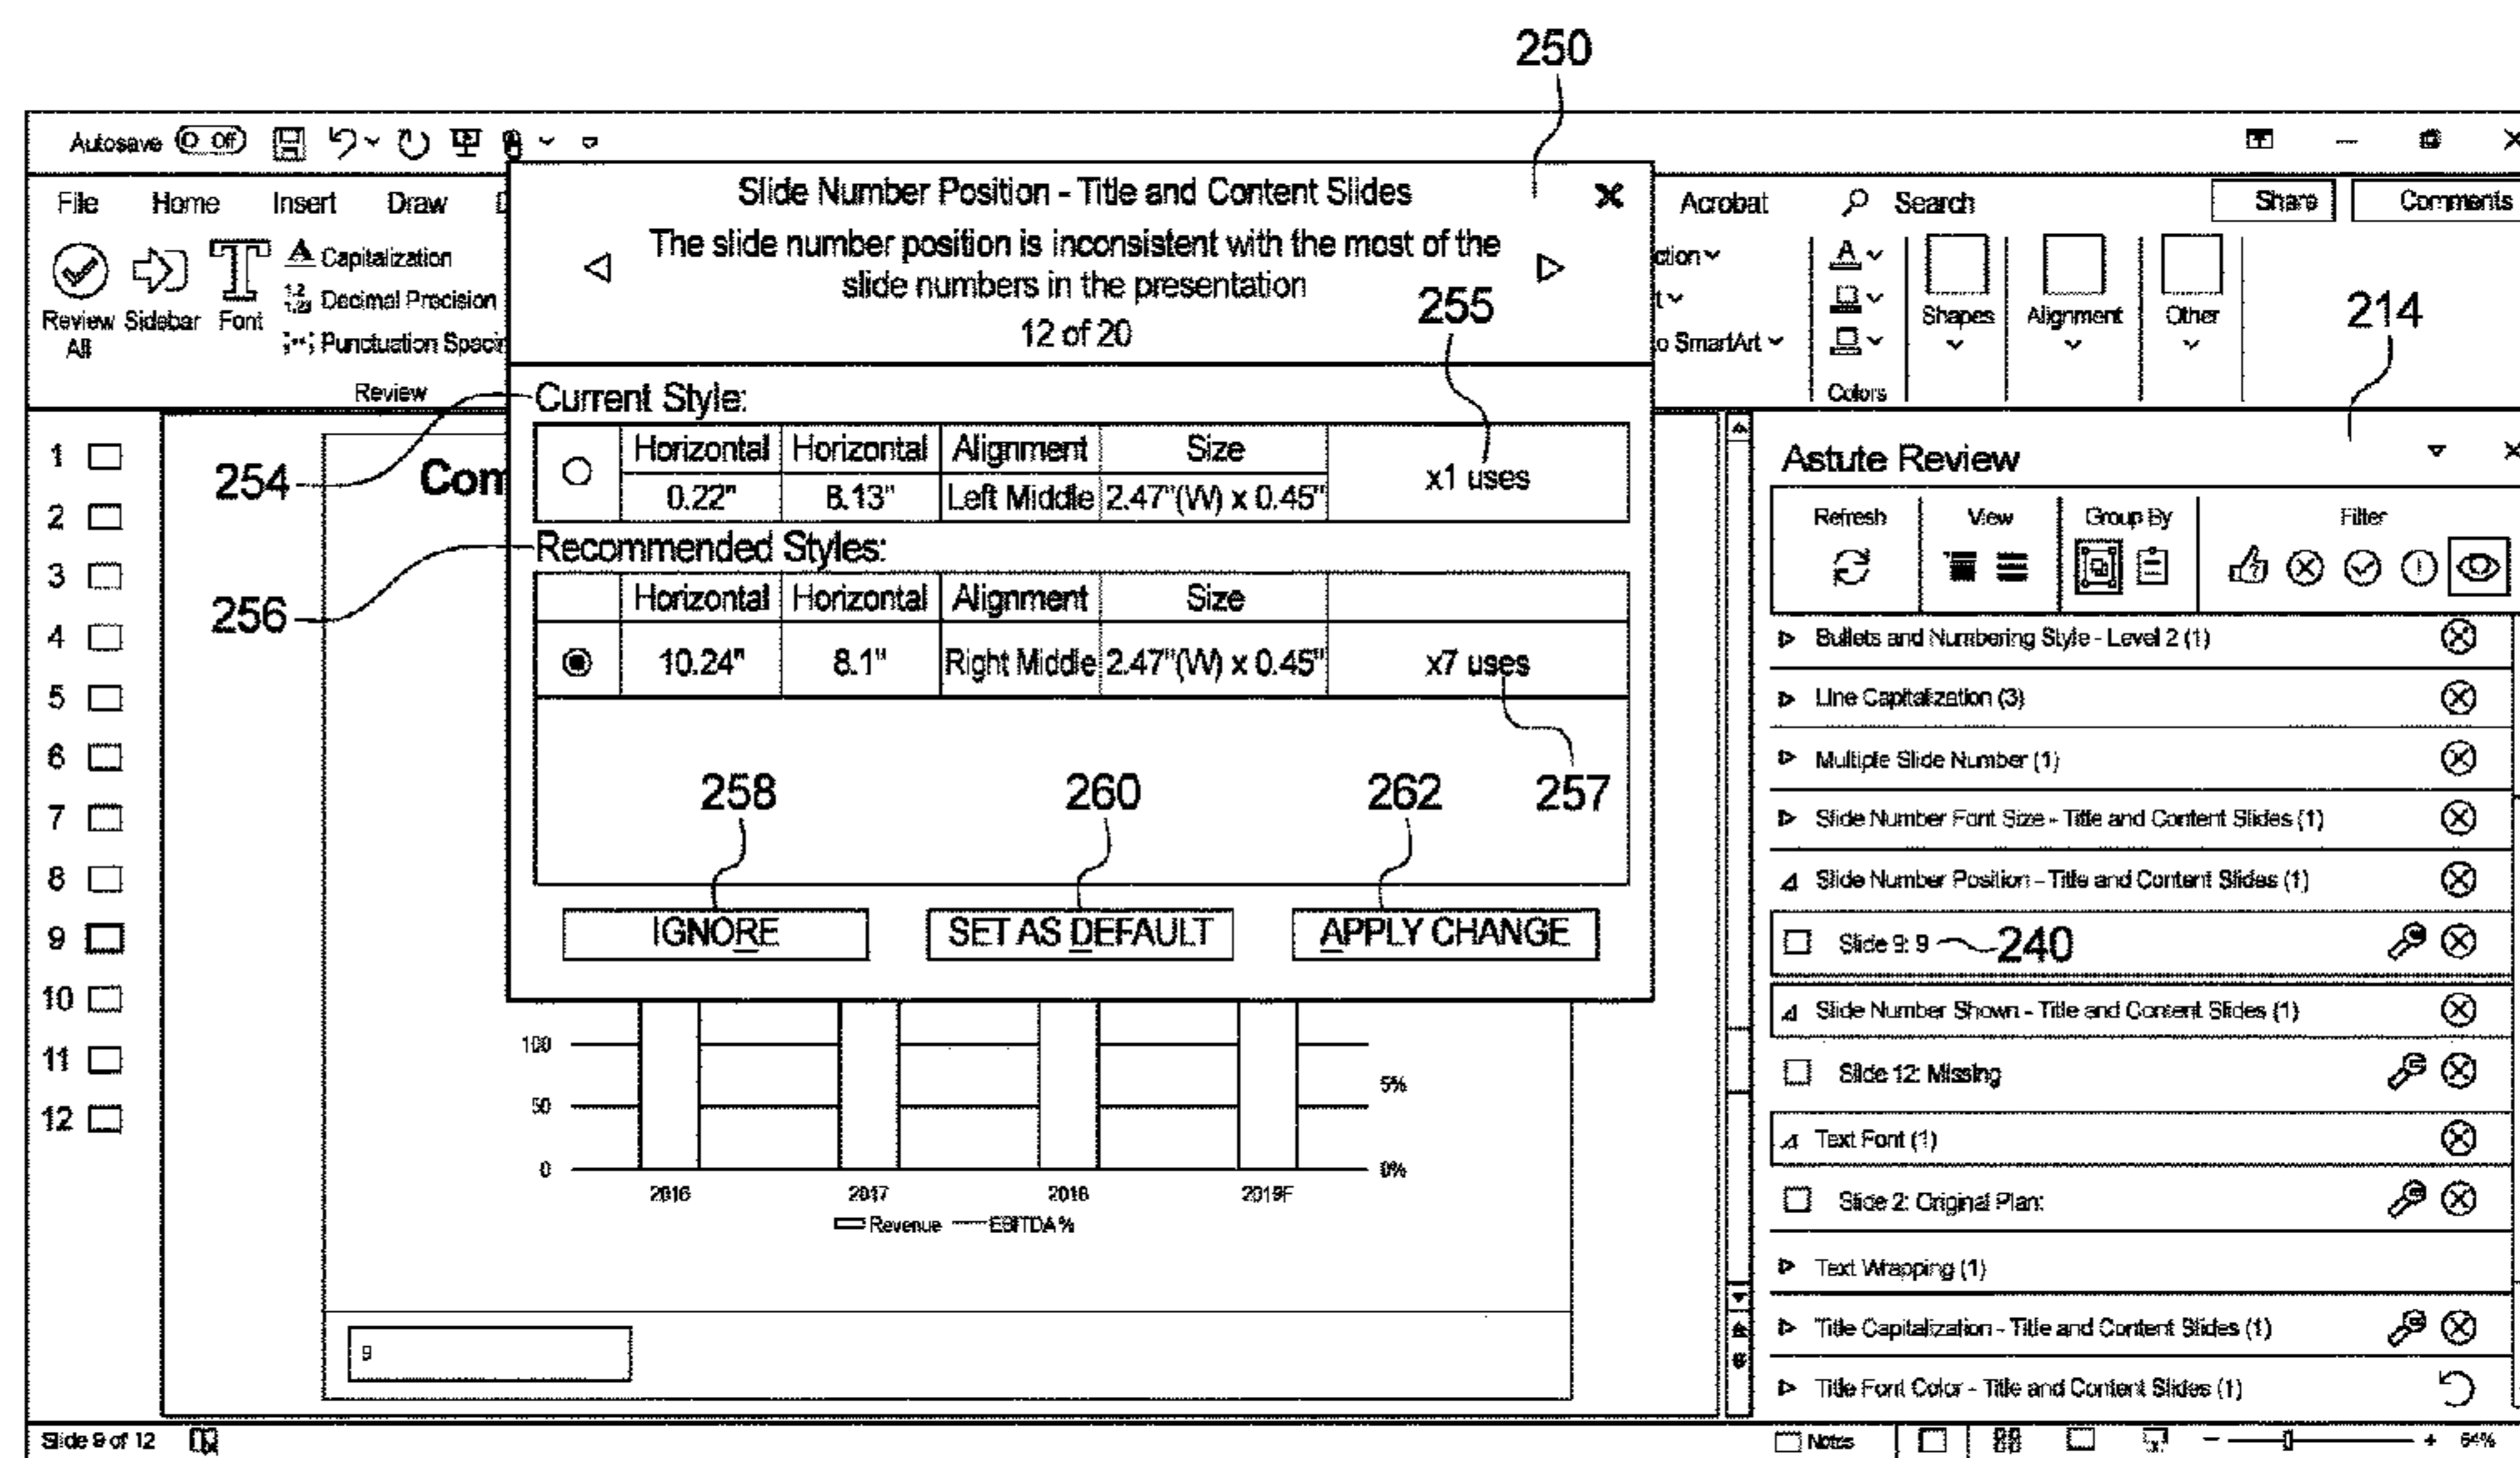 250
Autosave Off
File Home Insert Draw
Acrobat Search Share Comments
Review All Sidebar Font
Capitalization
Decimal Precision
Punctuation Spacin
Review
ction
t
o SmartArt
Colors
Shapes Alignment Other
214
Slide Number Position - Title and Content Slides
The slide number position is inconsistent with the most of the
slide numbers in the presentation
12 of 20
255
254
Current Style:
Horizontal Horizontal Alignment Size
0.22" 8.13" Left Middle 2.47"(W) x 0.45"
x1 uses
256
Recommended Styles:
Horizontal Horizontal Alignment Size
10.24" 8.1" Right Middle 2.47"(W) x 0.45" x7 uses
258 260 262 257
IGNORE SET AS DEFAULT APPLY CHANGE
1
2
3
4
5
6
7
8
9
10
11
12
Com
100
50
0
5%
0%
2016 2017 2018 2019F
Revenue EBITDA %
9
Astute Review
Refresh View Group By Filter
Bullets and Numbering Style - Level 2 (1)
Line Capitalization (3)
Multiple Slide Number (1)
Slide Number Font Size - Title and Content Slides (1)
Slide Number Position - Title and Content Slides (1)
Slide 9: 9 240
Slide Number Shown - Title and Content Slides (1)
Slide 12: Missing
Text Font (1)
Slide 2: Original Plan:
Text Wrapping (1)
Title Capitalization - Title and Content Slides (1)
Title Font Color - Title and Content Slides (1)
Slide 9 of 12
Notes
64%